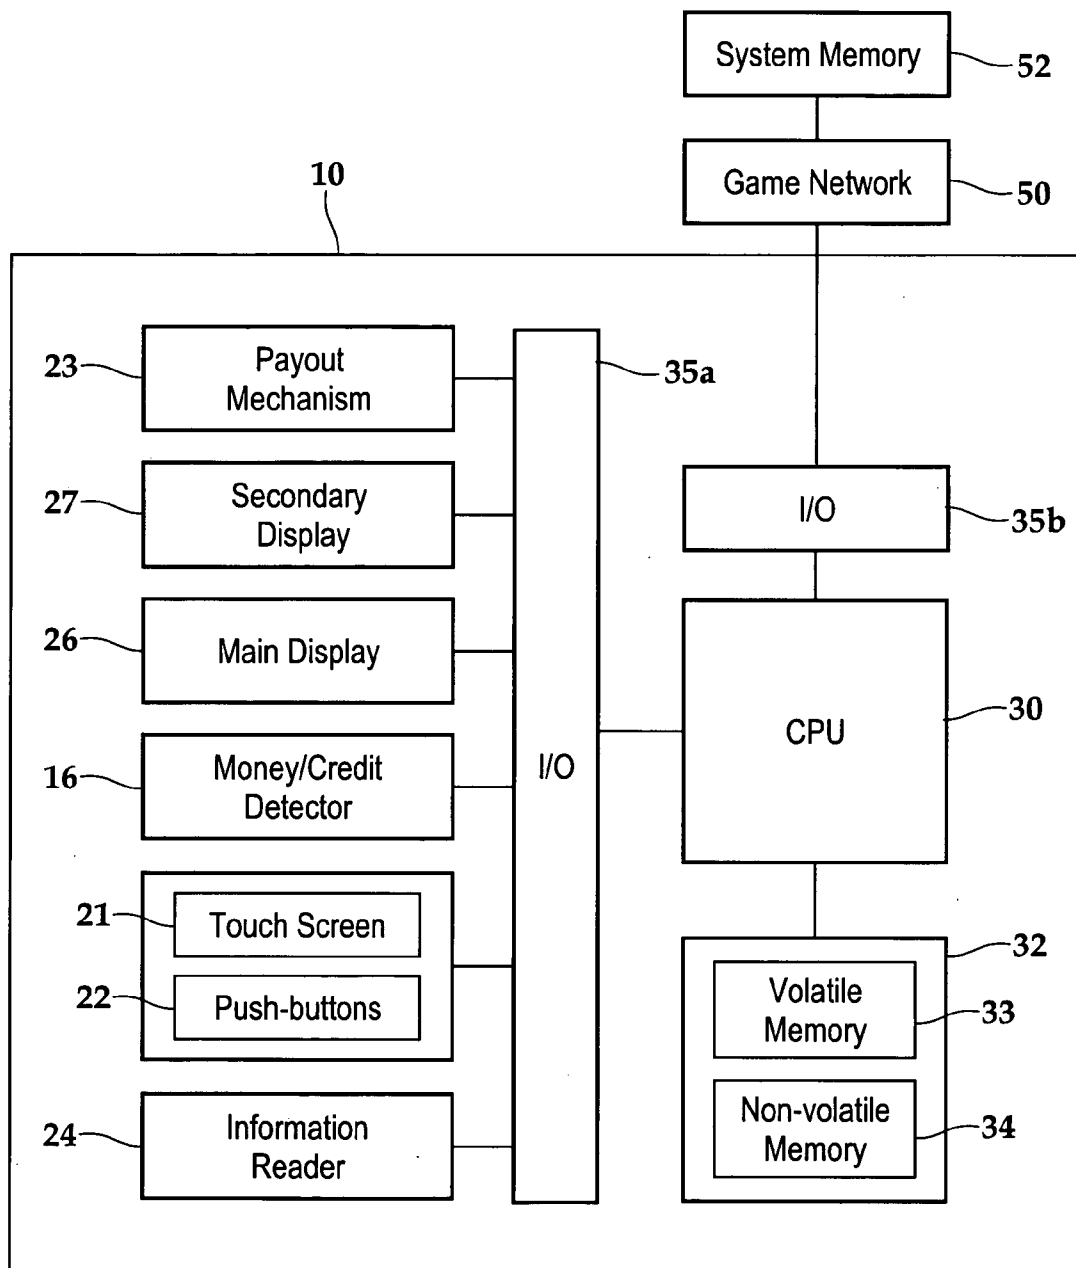 System Memory
52
Game Network
50
10
23
Payout
Mechanism
35a
27
Secondary
Display
I/O
35b
26
Main Display
CPU
30
16
Money/Credit
Detector
I/O
21
Touch Screen
22
Push-buttons
32
Volatile
Memory
33
24
Information
Reader
Non-volatile
Memory
34